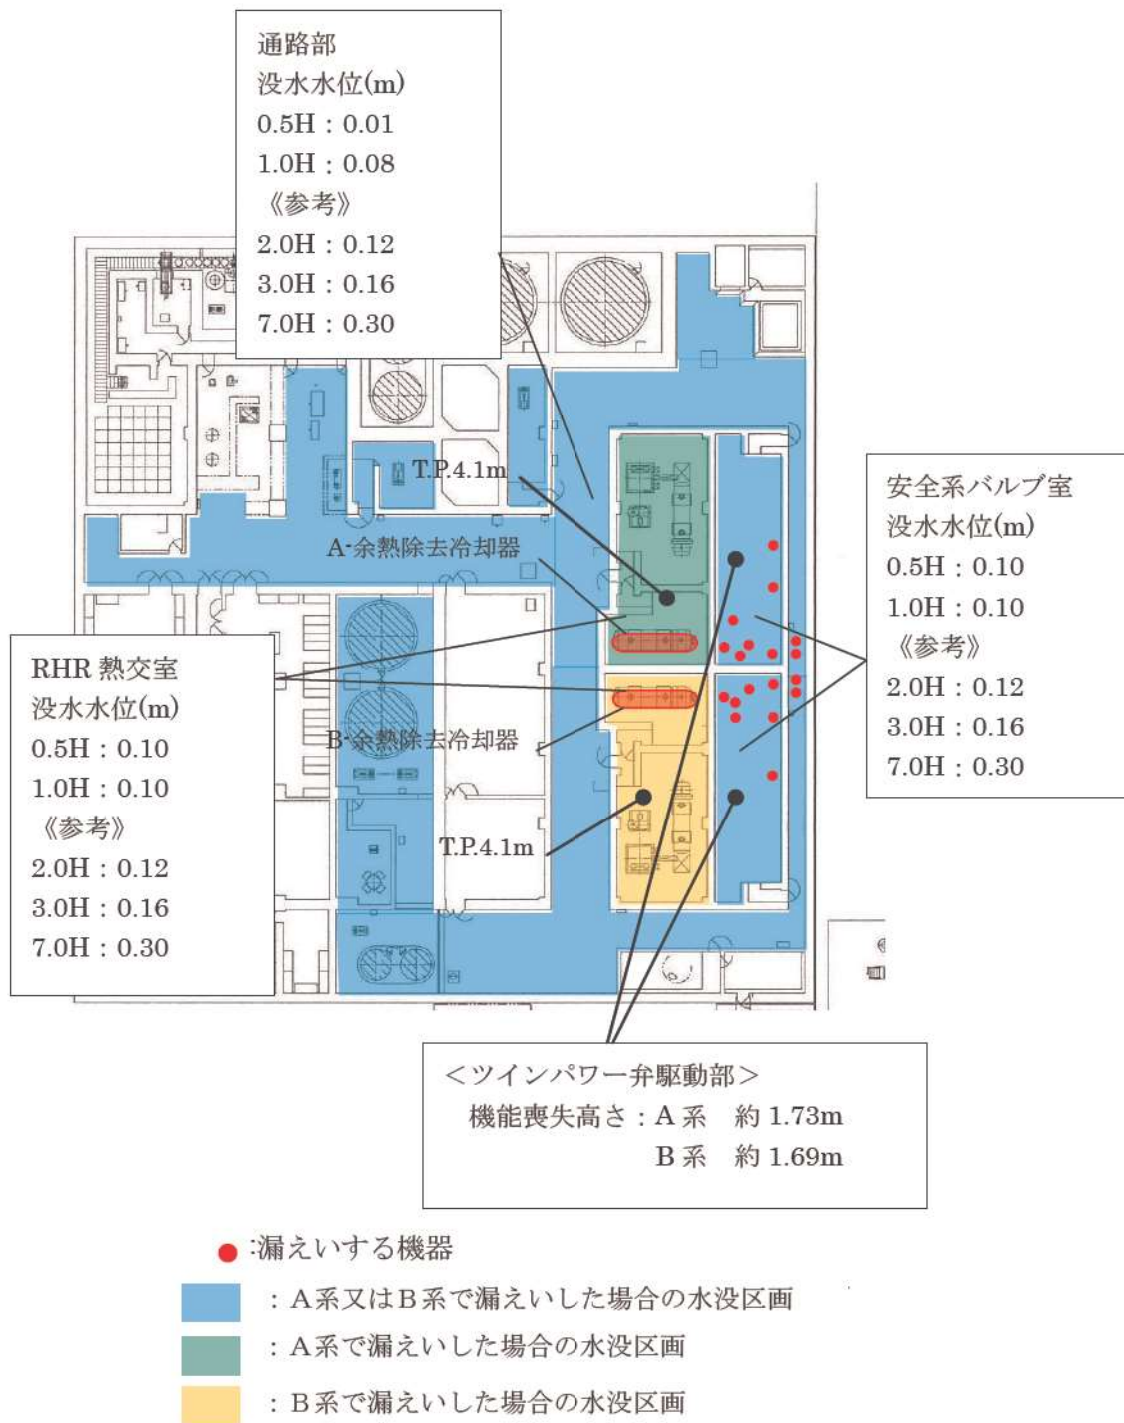 通路部
没水水位(m)
0.5H：0.01
1.0H：0.08
《参考》
2.0H：0.12
3.0H：0.16
7.0H：0.30
T.P.4.1m
A-余熱除去冷却器
安全系バルブ室
没水水位(m)
0.5H：0.10
1.0H：0.10
《参考》
2.0H：0.12
3.0H：0.16
7.0H：0.30
RHR 熱交室
没水水位(m)
0.5H：0.10
1.0H：0.10
《参考》
2.0H：0.12
3.0H：0.16
7.0H：0.30
B-余熱除去冷却器
T.P.4.1m
＜ツインパワー弁駆動部＞
機能喪失高さ：A 系　約 1.73m
B 系　約 1.69m
:漏えいする機器
：A系又はB系で漏えいした場合の水没区画
：A系で漏えいした場合の水没区画
：B系で漏えいした場合の水没区画